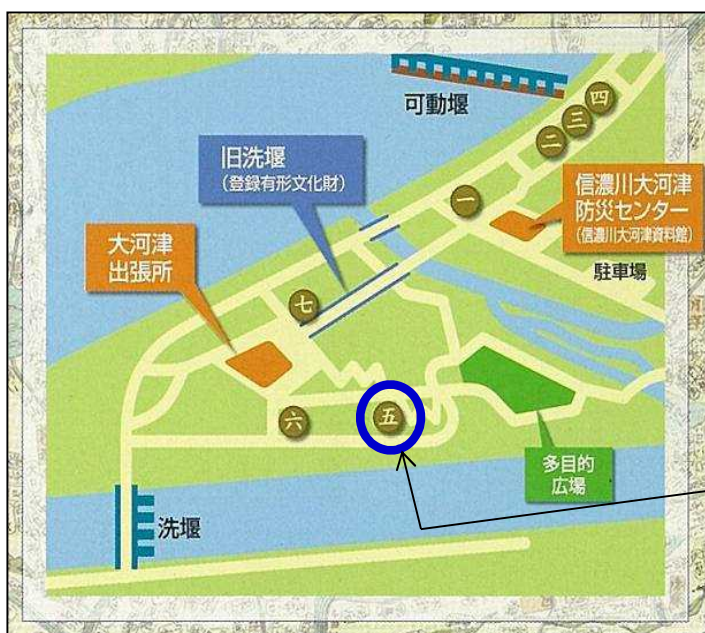 可動堰
四
三
二
旧洗堰
(登録有形文化財)
一
信濃川大河津
防災センター
(信濃川大河津資料館)
大河津
出張所
駐車場
七
六
五
多目的
広場
洗堰